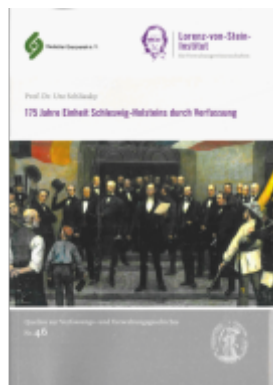 Lorenz-von-Stein-
Institut
Prof. Dr. Utz Schliesky
175 Jahre Einheit Schleswig-Holsteins durch Verfassung
Quellen zur Verfassungs- und Verwaltungsgeschichte
Nr. 46